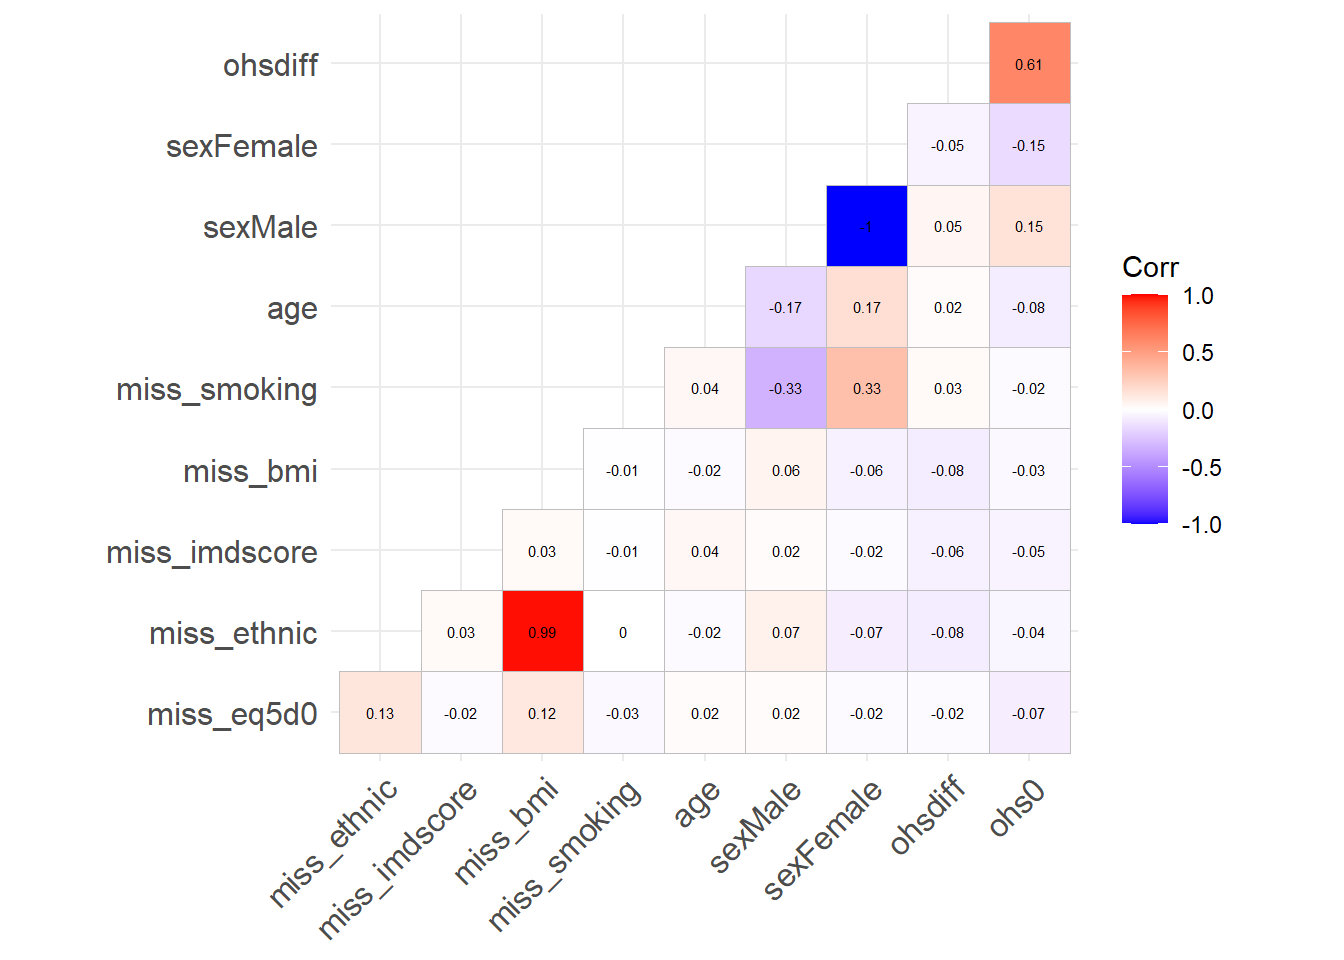 ohsdiff 0.61
sexFemale -0.05 -0.15
sexMale -1 0.05 0.15
age -0.17 0.17 0.02 -0.08
miss_smoking 0.04 -0.33 0.33 0.03 -0.02
miss_bmi -0.01 -0.02 0.06 -0.06 -0.08 -0.03
miss_imdscore 0.03 -0.01 0.04 0.02 -0.02 -0.06 -0.05
miss_ethnic 0.03 0.99 0 -0.02 0.07 -0.07 -0.08 -0.04
miss_eq5d0 0.13 -0.02 0.12 -0.03 0.02 0.02 -0.02 -0.02 -0.07
miss_ethnic
miss_imdscore
miss_bmi
miss_smoking
age
sexMale
sexFemale
ohsdiff
ohs0
Corr
1.0
0.5
0.0
-0.5
-1.0